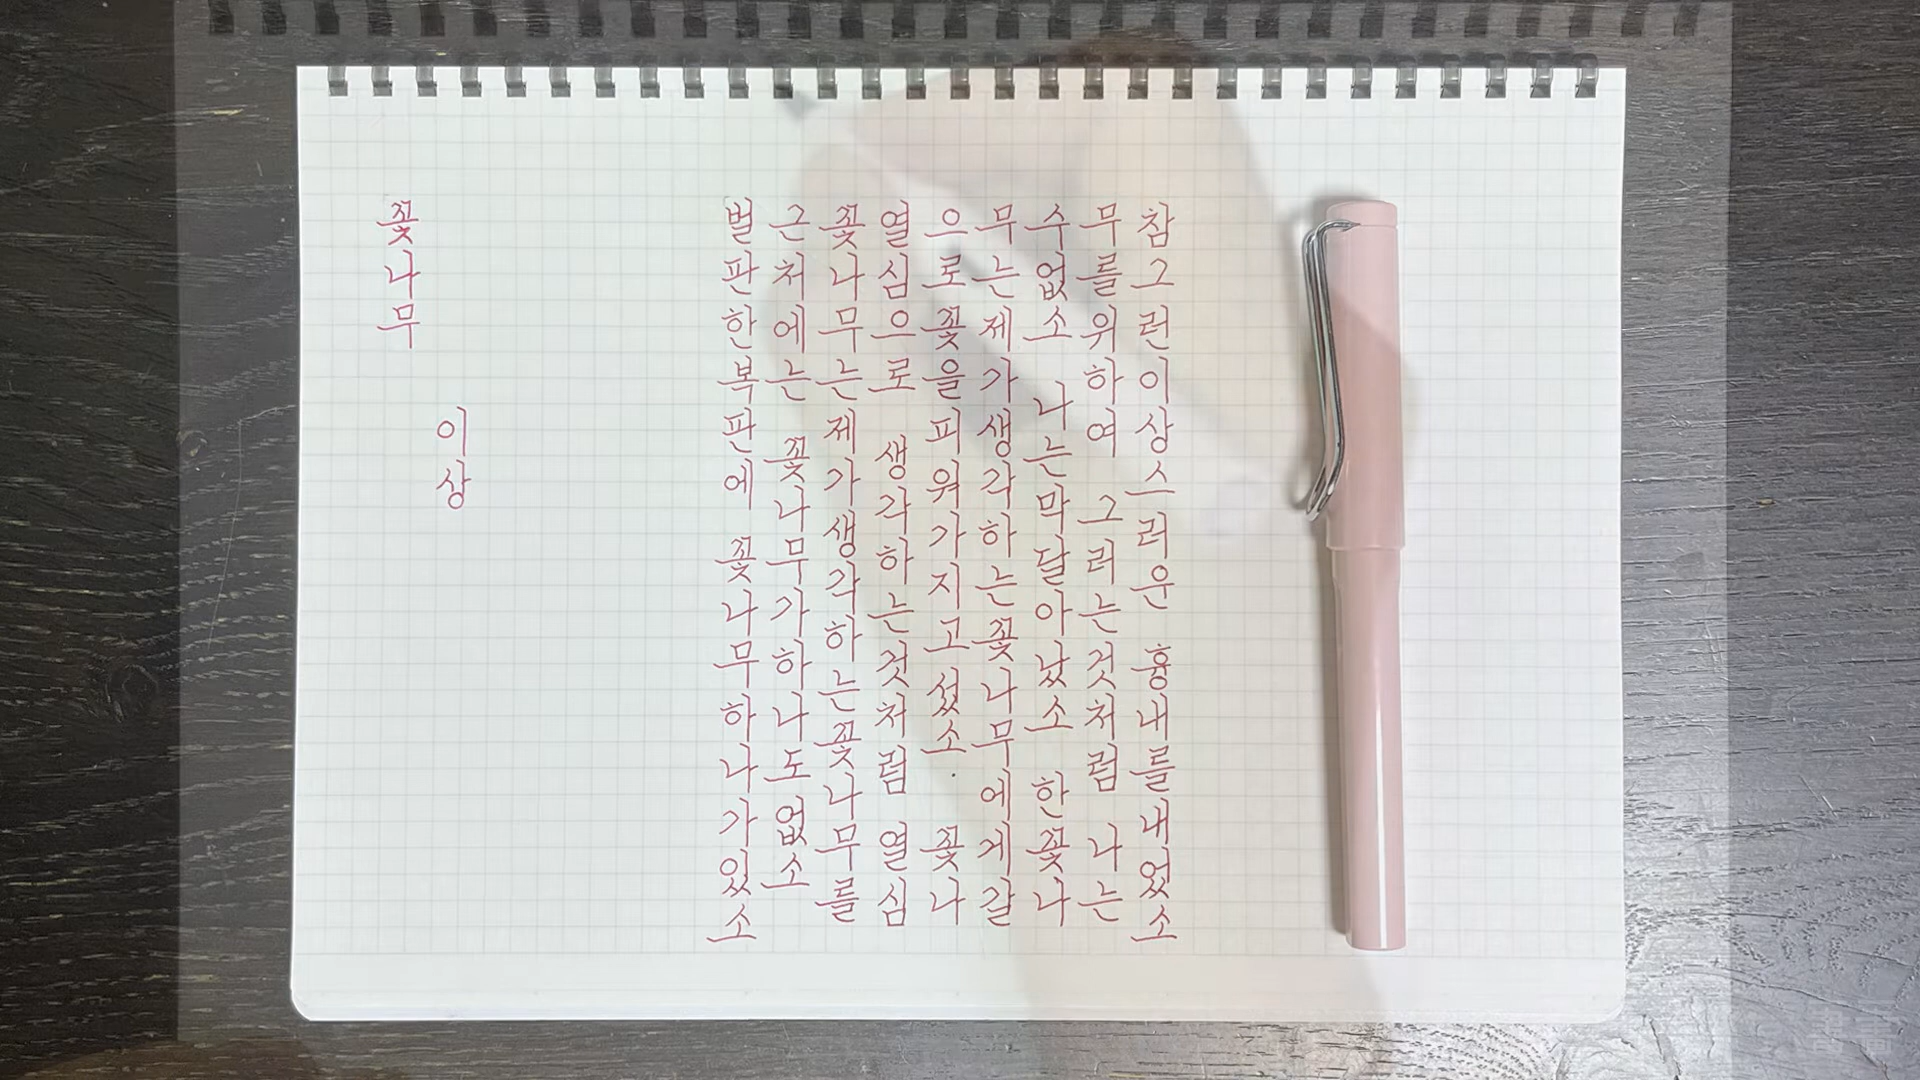 꽃나무
이상
벌판한복판에 꽃나무하나가있소
근처에는 꽃나무가하나도없소
꽃나무는제가생각하는꽃나무를
열심으로 생각하는것처럼 열심
으로꽃을피워가지고섰소. 꽃나
무는제가생각하는꽃나무에게갈
수없소 나는막달아났소 한꽃나
무를위하여 그러는것처럼 나는
참그런이상스러운 흉내를내었소